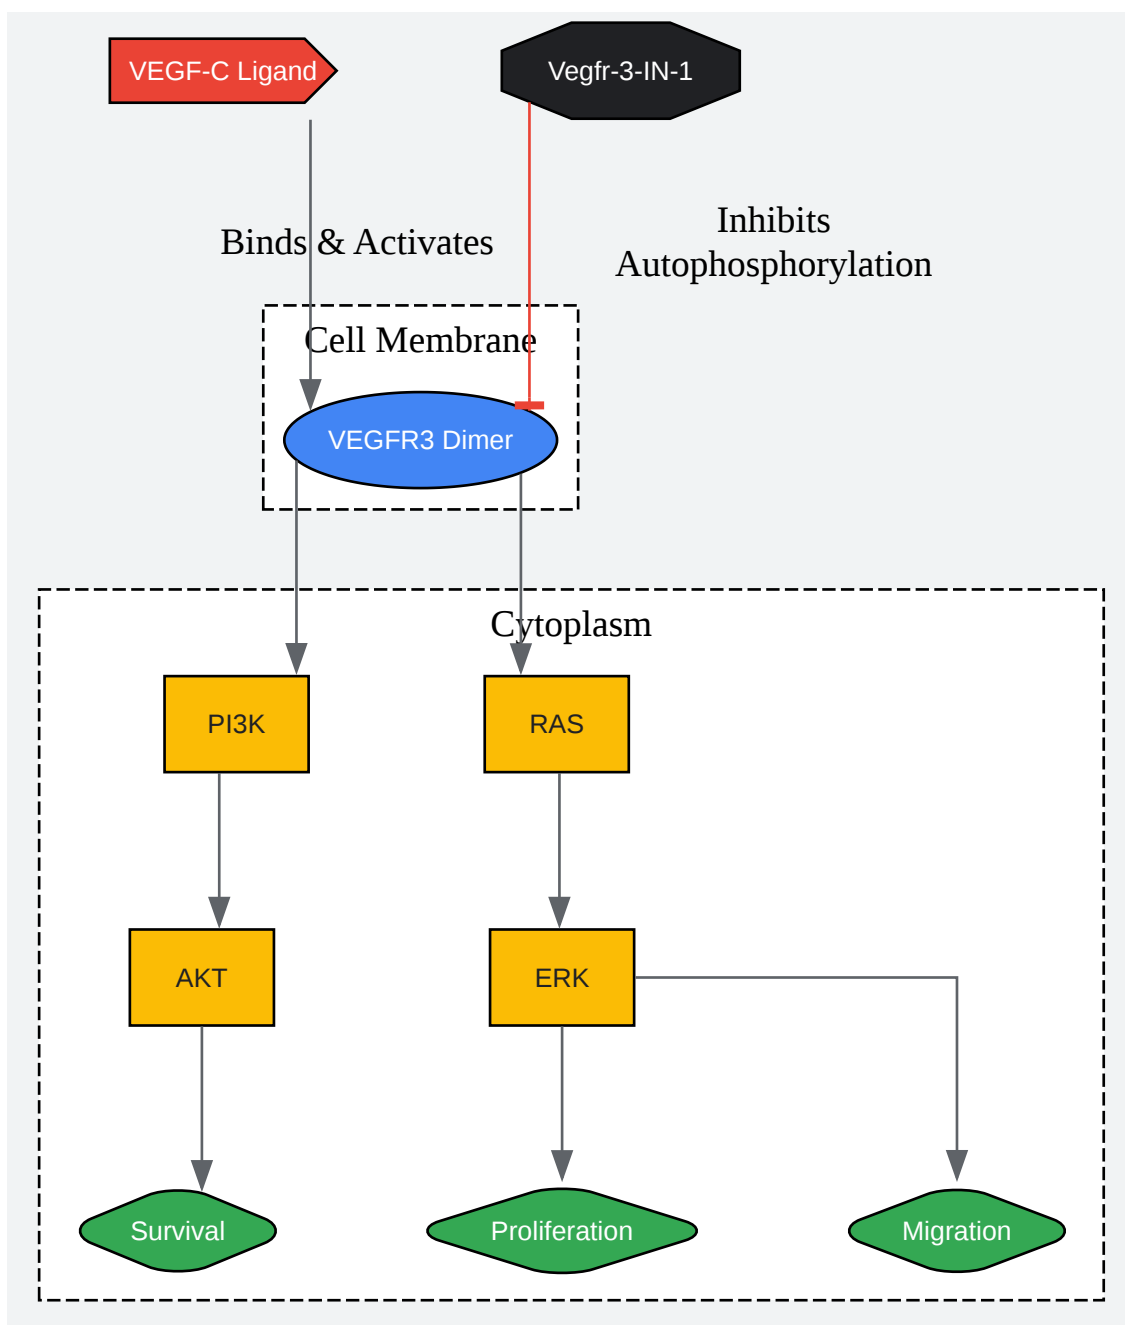 VEGF-C Ligand
Vegfr-3-IN-1
Inhibits
Autophosphorylation
Binds & Activates
Cell Membrane
VEGFR3 Dimer
Cytoplasm
PI3K
RAS
AKT
ERK
Survival
Proliferation
Migration